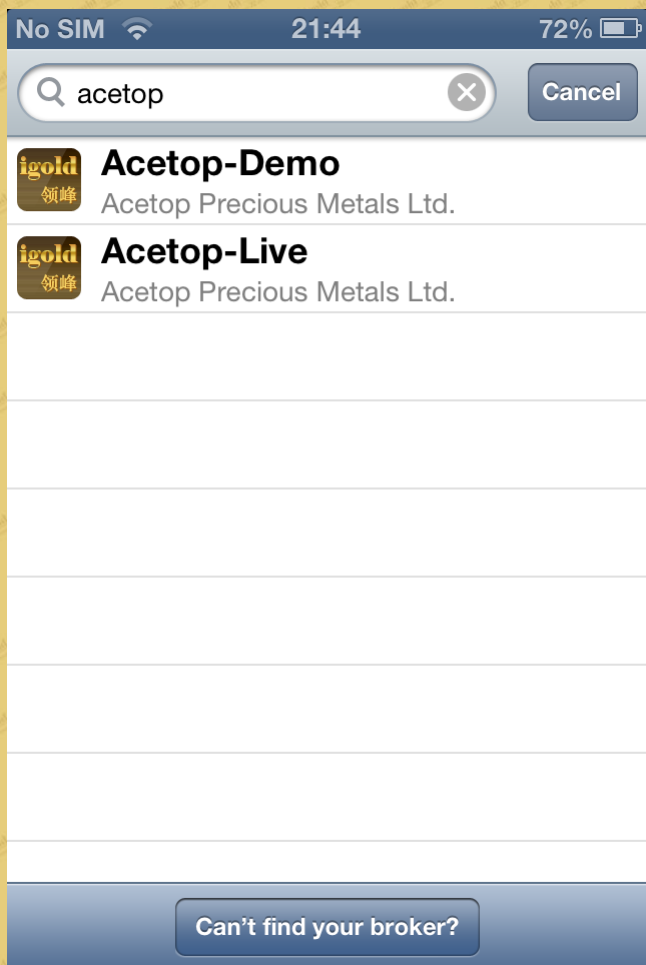 No SIM 21:44 72%
acetop
Cancel
igold
领峰
Acetop-Demo
Acetop Precious Metals Ltd.
igold
领峰
Acetop-Live
Acetop Precious Metals Ltd.
Can't find your broker?